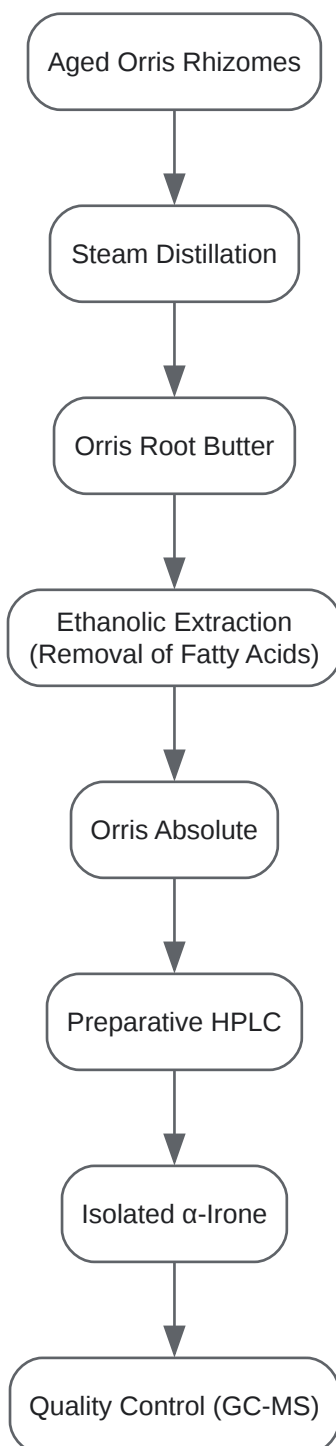 Aged Orris Rhizomes
Steam Distillation
Orris Root Butter
Ethanolic Extraction
(Removal of Fatty Acids)
Orris Absolute
Preparative HPLC
Isolated α-Irone
Quality Control (GC-MS)